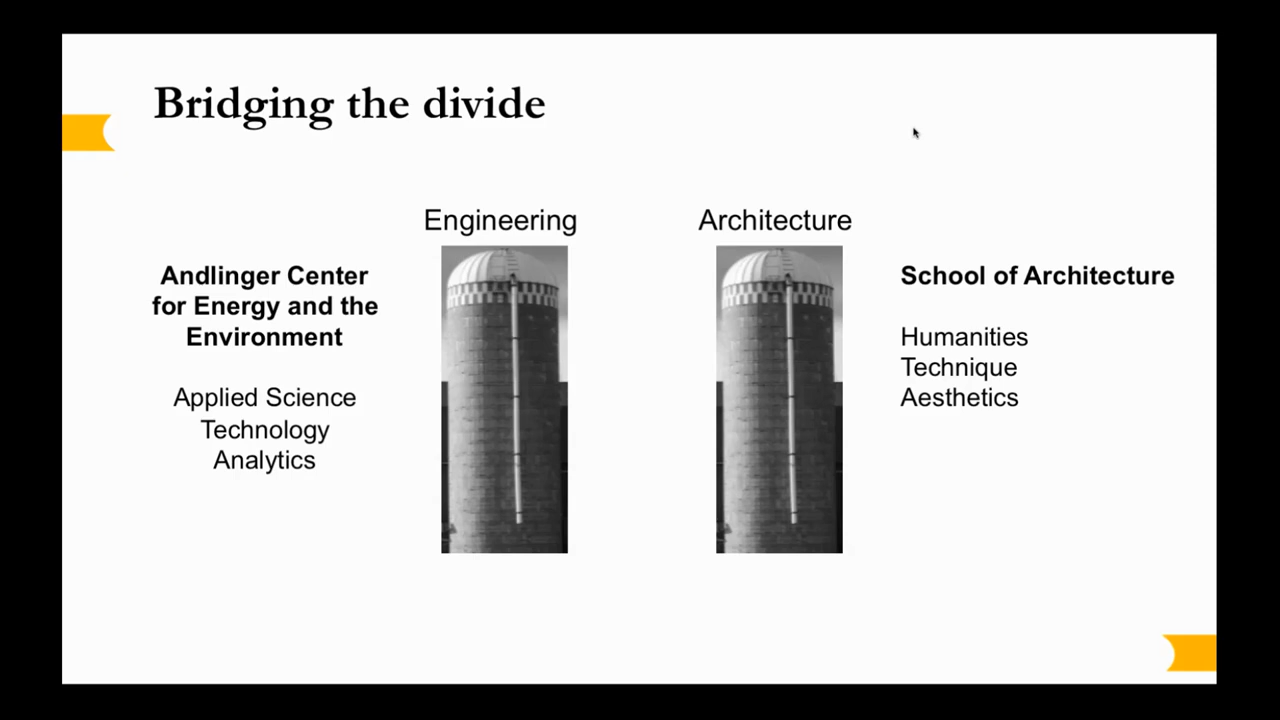 Bridging the divide
Engineering
Architecture
Andlinger Center
for Energy and the
Environment
Applied Science
Technology
Analytics
School of Architecture
Humanities
Technique
Aesthetics